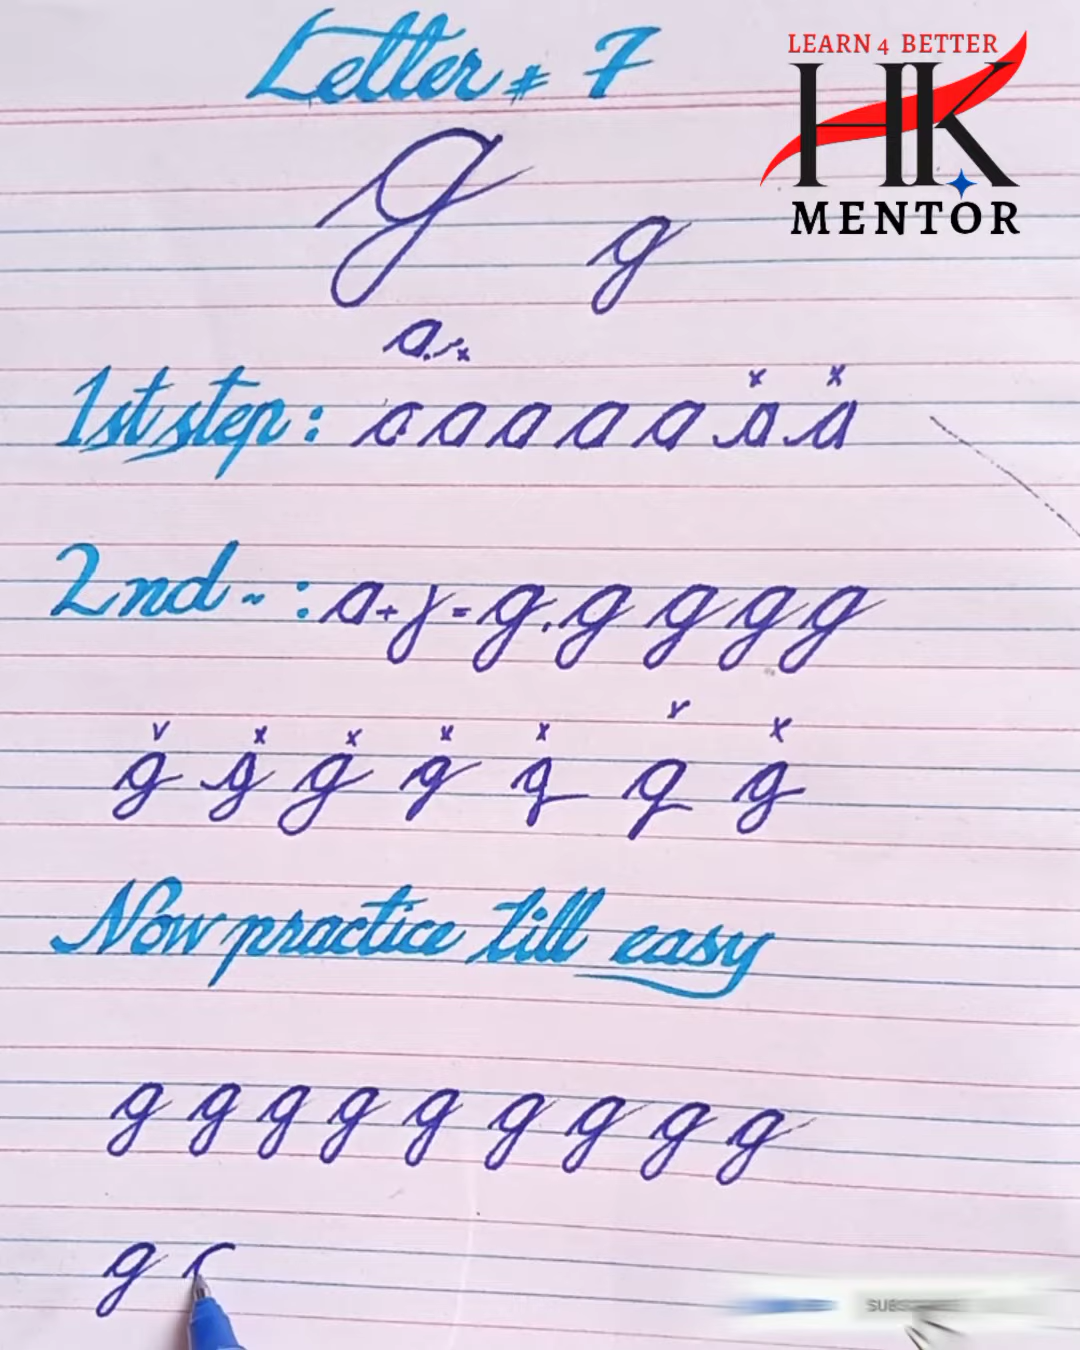 Letter # 7
LEARN 4 BETTER
HK
MENTOR
g g
a. x
x x
1st step : a a a a a a a
2nd ~ : a + j = g, g g g g
v x x x x r x
g g g g g g g
Now practice till easy
g g g g g g g g g
g c